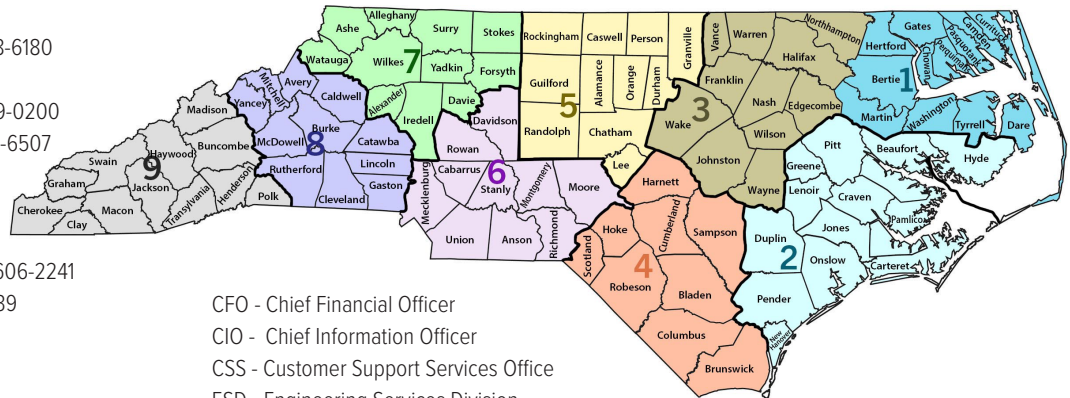 3-6180
9-0200
-6507
606-2241
39
CFO - Chief Financial Officer
CIO - Chief Information Officer
CSS - Customer Support Services Office
ESD - Engineering Services Division
Ashe
Alleghany
Surry
Stokes
Watauga
Wilkes
7
Yadkin
Forsyth
Alexander
Iredell
Davie
Rockingham
Caswell
Person
Granville
Guilford
Alamance
Orange
Durham
5
Randolph
Chatham
Lee
Vance
Warren
Northhampton
Halifax
Franklin
3
Nash
Edgecombe
Wake
Wilson
Johnston
Wayne
Gates
Currituck
Camden
Pasquotank
Perquimans
Chowan
Hertford
Bertie
1
Martin
Washington
Tyrrell
Dare
Pitt
Beaufort
Hyde
Greene
Lenoir
Craven
Pamlico
Jones
Duplin
2
Onslow
Carteret
Pender
New
Hanover
Harnett
Hoke
Cumberland
Sampson
Scotland
4
Robeson
Bladen
Columbus
Brunswick
Davidson
Rowan
Cabarrus
6
Stanly
Montgomery
Moore
Mecklenburg
Union
Anson
Richmond
Mitchell
Avery
Yancey
Caldwell
Burke
McDowell
8
Catawba
Rutherford
Lincoln
Gaston
Cleveland
Polk
Madison
Buncombe
Haywood
Swain
9
Graham
Jackson
Transylvania
Henderson
Cherokee
Macon
Clay